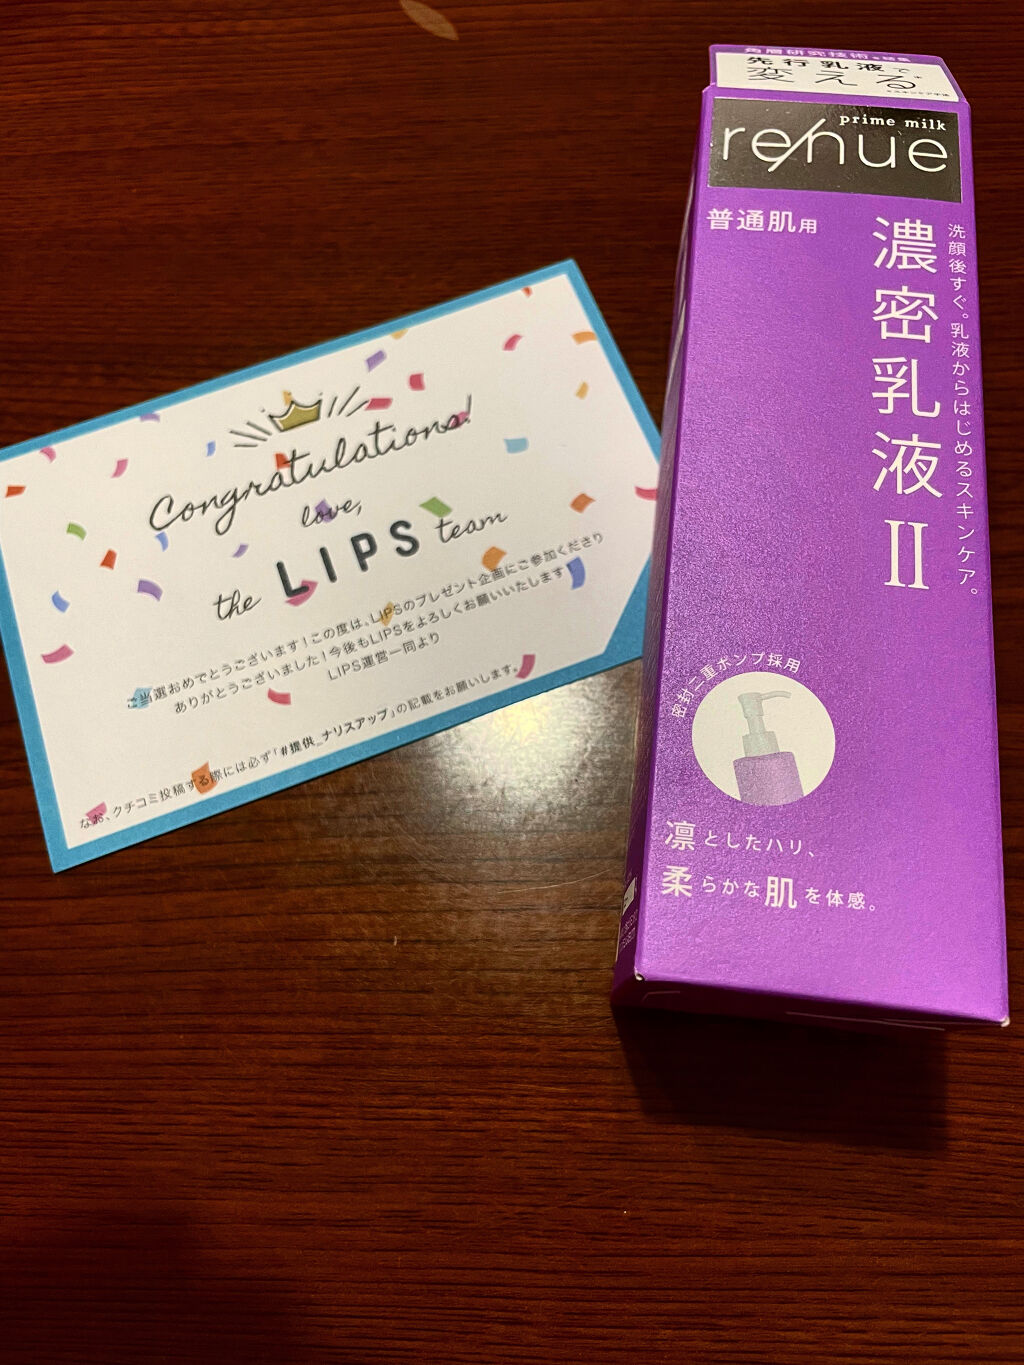 Congratulations!
love,
the LIPS team
ご当選おめでとうございます！この度は、LIPSのプレゼント企画にご参加くださり
ありがとうございました！今後もLIPSをよろしくお願いいたします！
LIPS運営一同より
なお、クチコミ投稿する際には必ず「#提供_ナリスアップ」の記載をお願いします。
角層研究技術
先行乳液で
変える
prime milk
renue
普通肌用
洗顔後すぐ。乳液からはじめるスキンケア。
濃密乳液II
密封二重ポンプ採用
凛としたハリ、
柔らかな肌を体感。